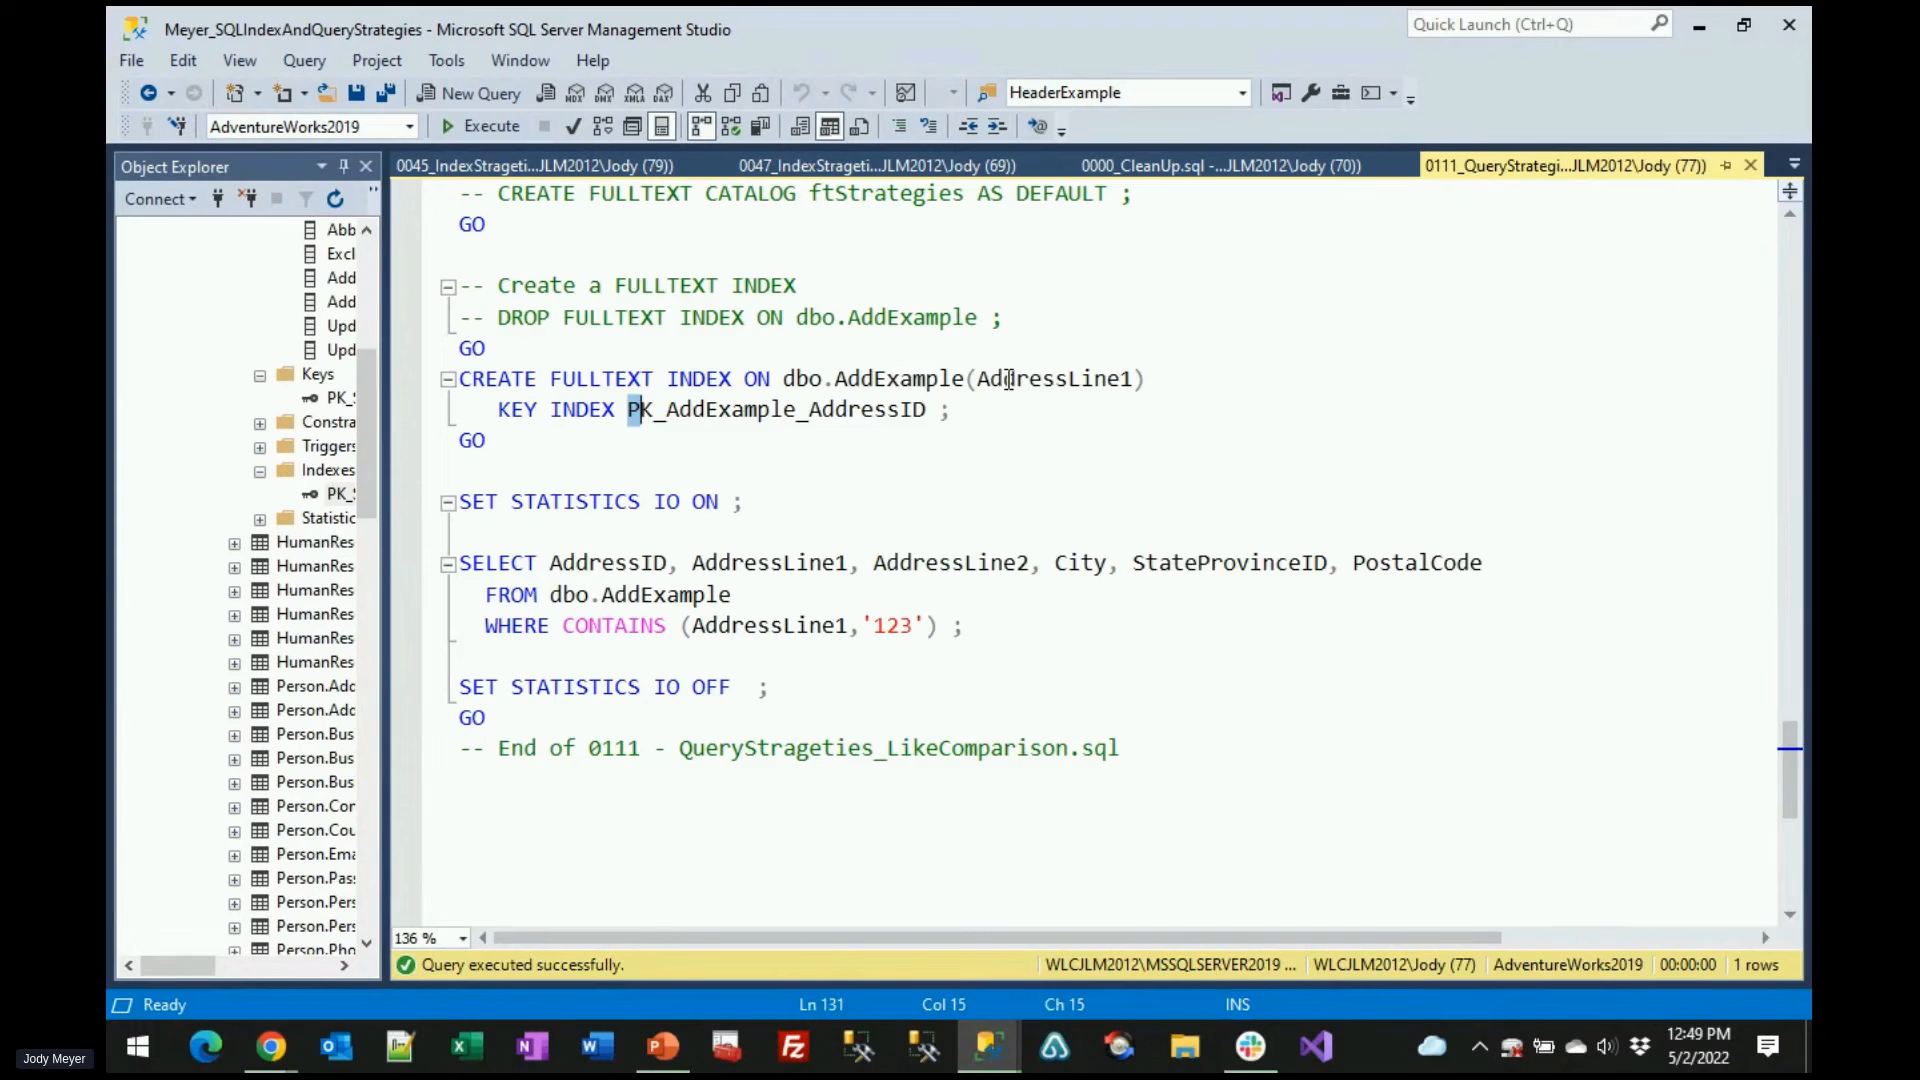 Meyer_SQLIndexAndQueryStrategies - Microsoft SQL Server Management Studio
Quick Launch (Ctrl+Q)
File Edit View Query Project Tools Window Help
New Query
HeaderExample
AdventureWorks2019
Execute
Object Explorer
0045_IndexStrageti...JLM2012\Jody (79))
0047_IndexStrageti...JLM2012\Jody (69))
0000_CleanUp.sql -...JLM2012\Jody (70))
0111_QueryStrategi...JLM2012\Jody (77))
Connect
Abb
Excl
Add
Add
Upd
Upd
Keys
PK_
Constra
Triggers
Indexes
PK_
Statistic
HumanRes
HumanRes
HumanRes
HumanRes
HumanRes
HumanRes
Person.Add
Person.Adc
Person.Bus
Person.Bus
Person.Bus
Person.Cor
Person.Cou
Person.Ema
Person.Pas
Person.Pers
Person.Pers
Person.Pho
-- CREATE FULLTEXT CATALOG ftStrategies AS DEFAULT ;
GO
-- Create a FULLTEXT INDEX
-- DROP FULLTEXT INDEX ON dbo.AddExample ;
GO
CREATE FULLTEXT INDEX ON dbo.AddExample(AddressLine1)
KEY INDEX PK_AddExample_AddressID ;
GO
SET STATISTICS IO ON ;
SELECT AddressID, AddressLine1, AddressLine2, City, StateProvinceID, PostalCode
FROM dbo.AddExample
WHERE CONTAINS (AddressLine1,'123') ;
SET STATISTICS IO OFF ;
GO
-- End of 0111 - QueryStrageties_LikeComparison.sql
136 %
Query executed successfully.
WLCJLM2012\MSSQLSERVER2019 ...
WLCJLM2012\Jody (77)
AdventureWorks2019
00:00:00
1 rows
Ready
Ln 131
Col 15
Ch 15
INS
12:49 PM
5/2/2022
Jody Meyer